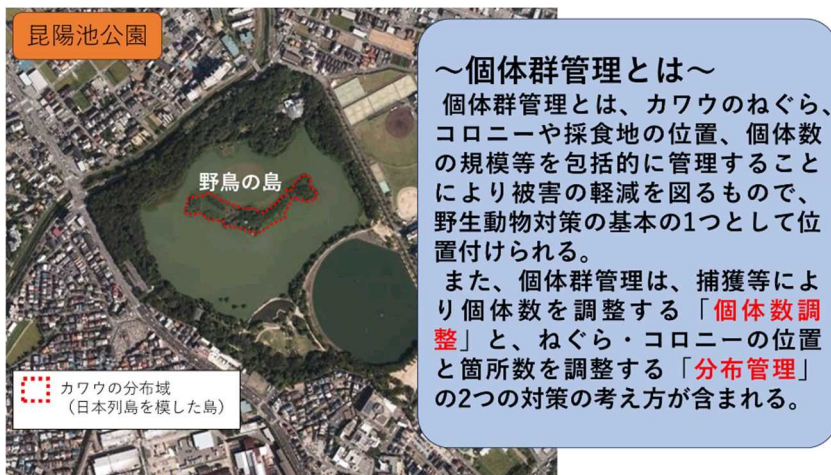 昆陽池公園
野鳥の島
カワウの分布域
（日本列島を模した島）
～個体群管理とは～
個体群管理とは、カワウのねぐら、
コロニーや採食地の位置、個体数
の規模等を包括的に管理すること
により被害の軽減を図るもので、
野生動物対策の基本の1つとして位
置付けられる。
また、個体群管理は、捕獲等によ
り個体数を調整する「個体数調
整」と、ねぐら・コロニーの位置
と箇所数を調整する「分布管理」
の2つの対策の考え方が含まれる。